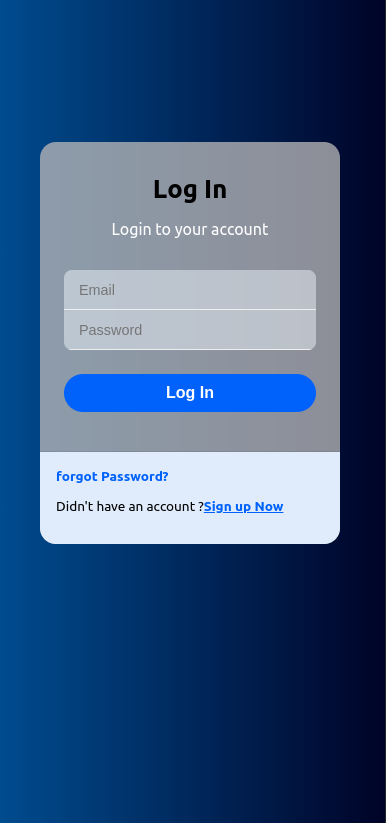 Log In
Login to your account
Email
Password
Log In
forgot Password?
Didn't have an account ?Sign up Now